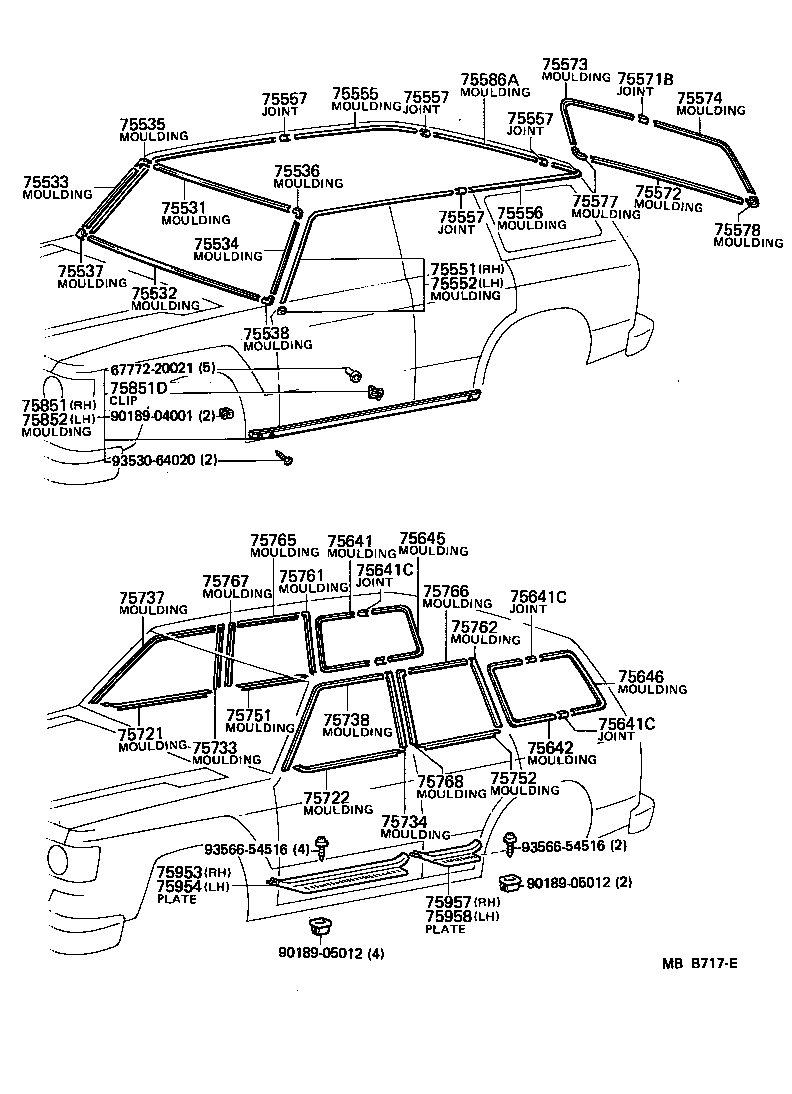 75573
MOULDING
75571B
JOINT
75574
MOULDING
75586A
MOULDING
75557
JOINT
75555
MOULDING
75557
JOINT
75557
JOINT
75535
MOULDING
75536
MOULDING
75533
MOULDING
75531
MOULDING
75557
JOINT
75556
MOULDING
75577
MOULDING
75572
MOULDING
75578
MOULDING
75534
MOULDING
75537
MOULDING
75532
MOULDING
75551(RH)
75552(LH)
MOULDING
75538
MOULDING
67772-20021 (5)
75851D
CLIP
75851(RH)
75852(LH)
MOULDING
90189-04001 (2)
93530-64020 (2)
75765
MOULDING
75641
MOULDING
75645
MOULDING
75767
MOULDING
75761
MOULDING
75641C
JOINT
75737
MOULDING
75766
MOULDING
75641C
JOINT
75762
MOULDING
75646
MOULDING
75721
MOULDING
75751
MOULDING
75738
MOULDING
75641C
JOINT
75733
MOULDING
75642
MOULDING
75722
MOULDING
75768
MOULDING
75752
MOULDING
75734
MOULDING
93566-54516 (4)
93566-54516 (2)
75953(RH)
75954(LH)
PLATE
90189-05012 (2)
75957(RH)
75958(LH)
PLATE
90189-05012 (4)
MB B717-E